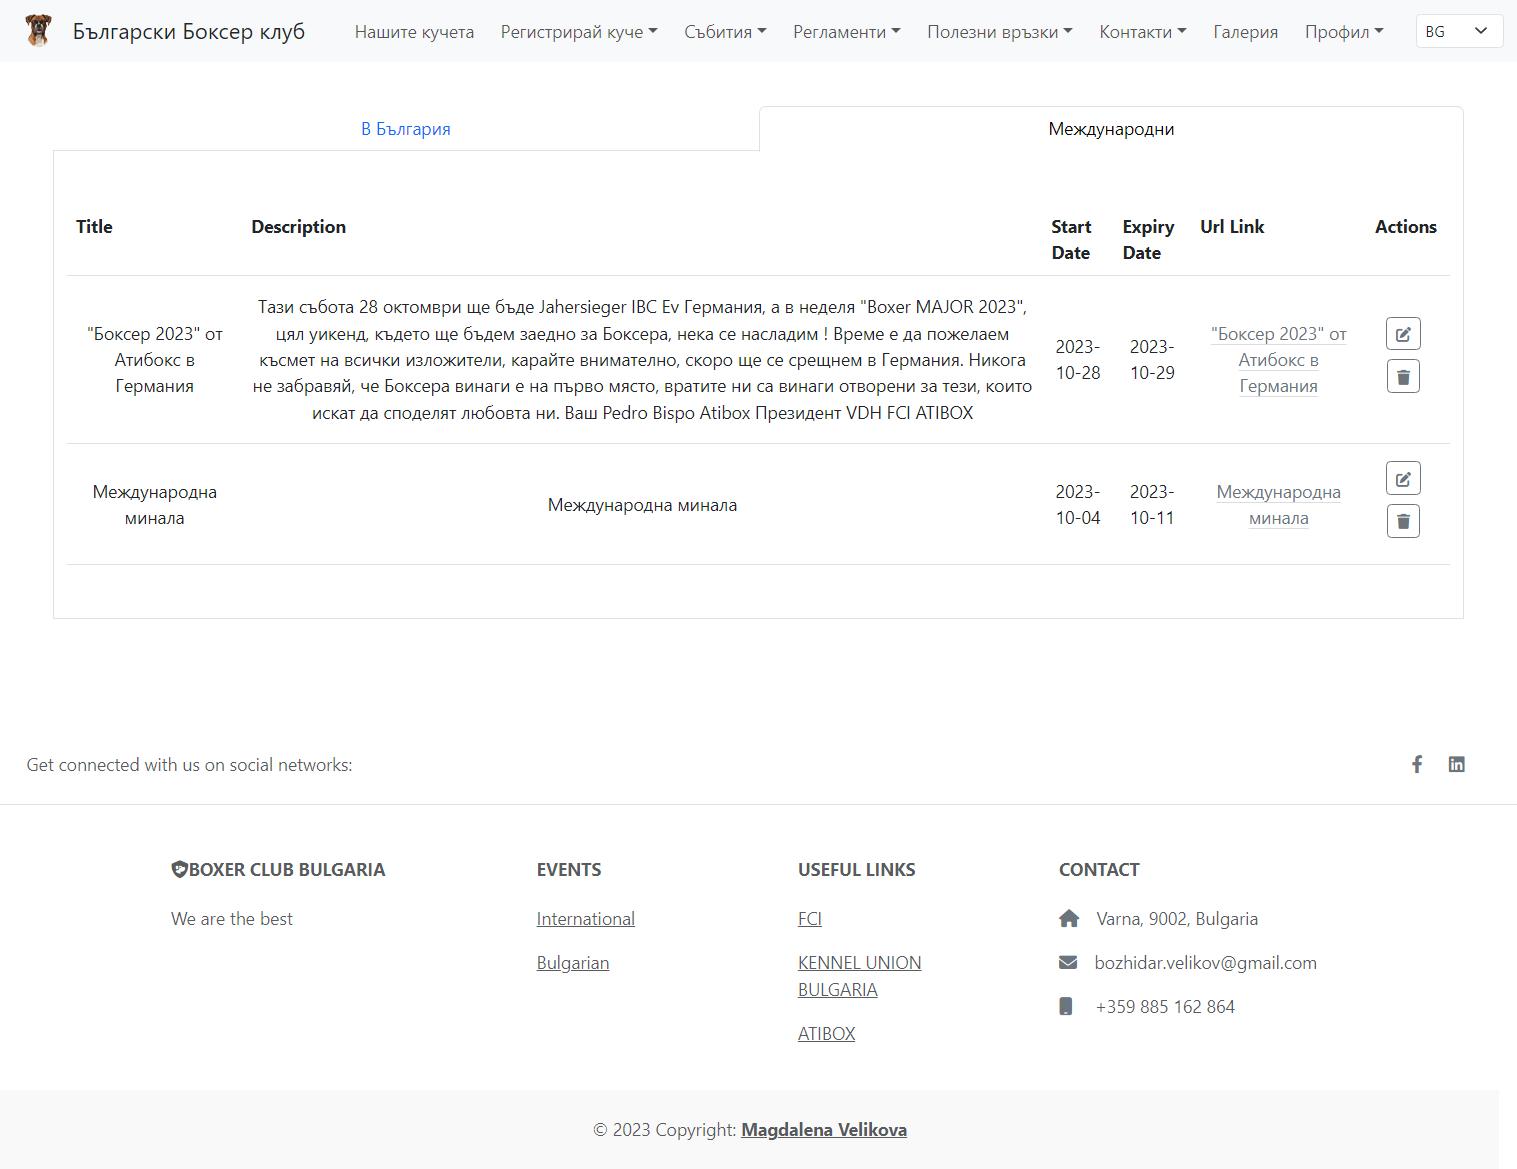 Български Боксер клуб
Нашите кучета
Регистрирай куче
Събития
Регламенти
Полезни връзки
Контакти
Галерия
Профил
BG
В България
Международни
Title
Description
Start
Date
Expiry
Date
Url Link
Actions
"Боксер 2023" от
Атибокс в
Германия
Тази събота 28 октомври ще бъде Jahersieger IBC Ev Германия, а в неделя "Boxer MAJOR 2023",
цял уикенд, където ще бъдем заедно за Боксера, нека се насладим ! Време е да пожелаем
късмет на всички изложители, карайте внимателно, скоро ще се срещнем в Германия. Никога
не забравяй, че Боксера винаги е на първо място, вратите ни са винаги отворени за тези, които
искат да споделят любовта ни. Ваш Pedro Bispo Atibox Президент VDH FCI ATIBOX
2023-
10-28
2023-
10-29
"Боксер 2023" от
Атибокс в
Германия
Международна
минала
Международна минала
2023-
10-04
2023-
10-11
Международна
минала
Get connected with us on social networks:
BOXER CLUB BULGARIA
We are the best
EVENTS
International
Bulgarian
USEFUL LINKS
FCI
KENNEL UNION
BULGARIA
ATIBOX
CONTACT
Varna, 9002, Bulgaria
bozhidar.velikov@gmail.com
+359 885 162 864
© 2023 Copyright: Magdalena Velikova